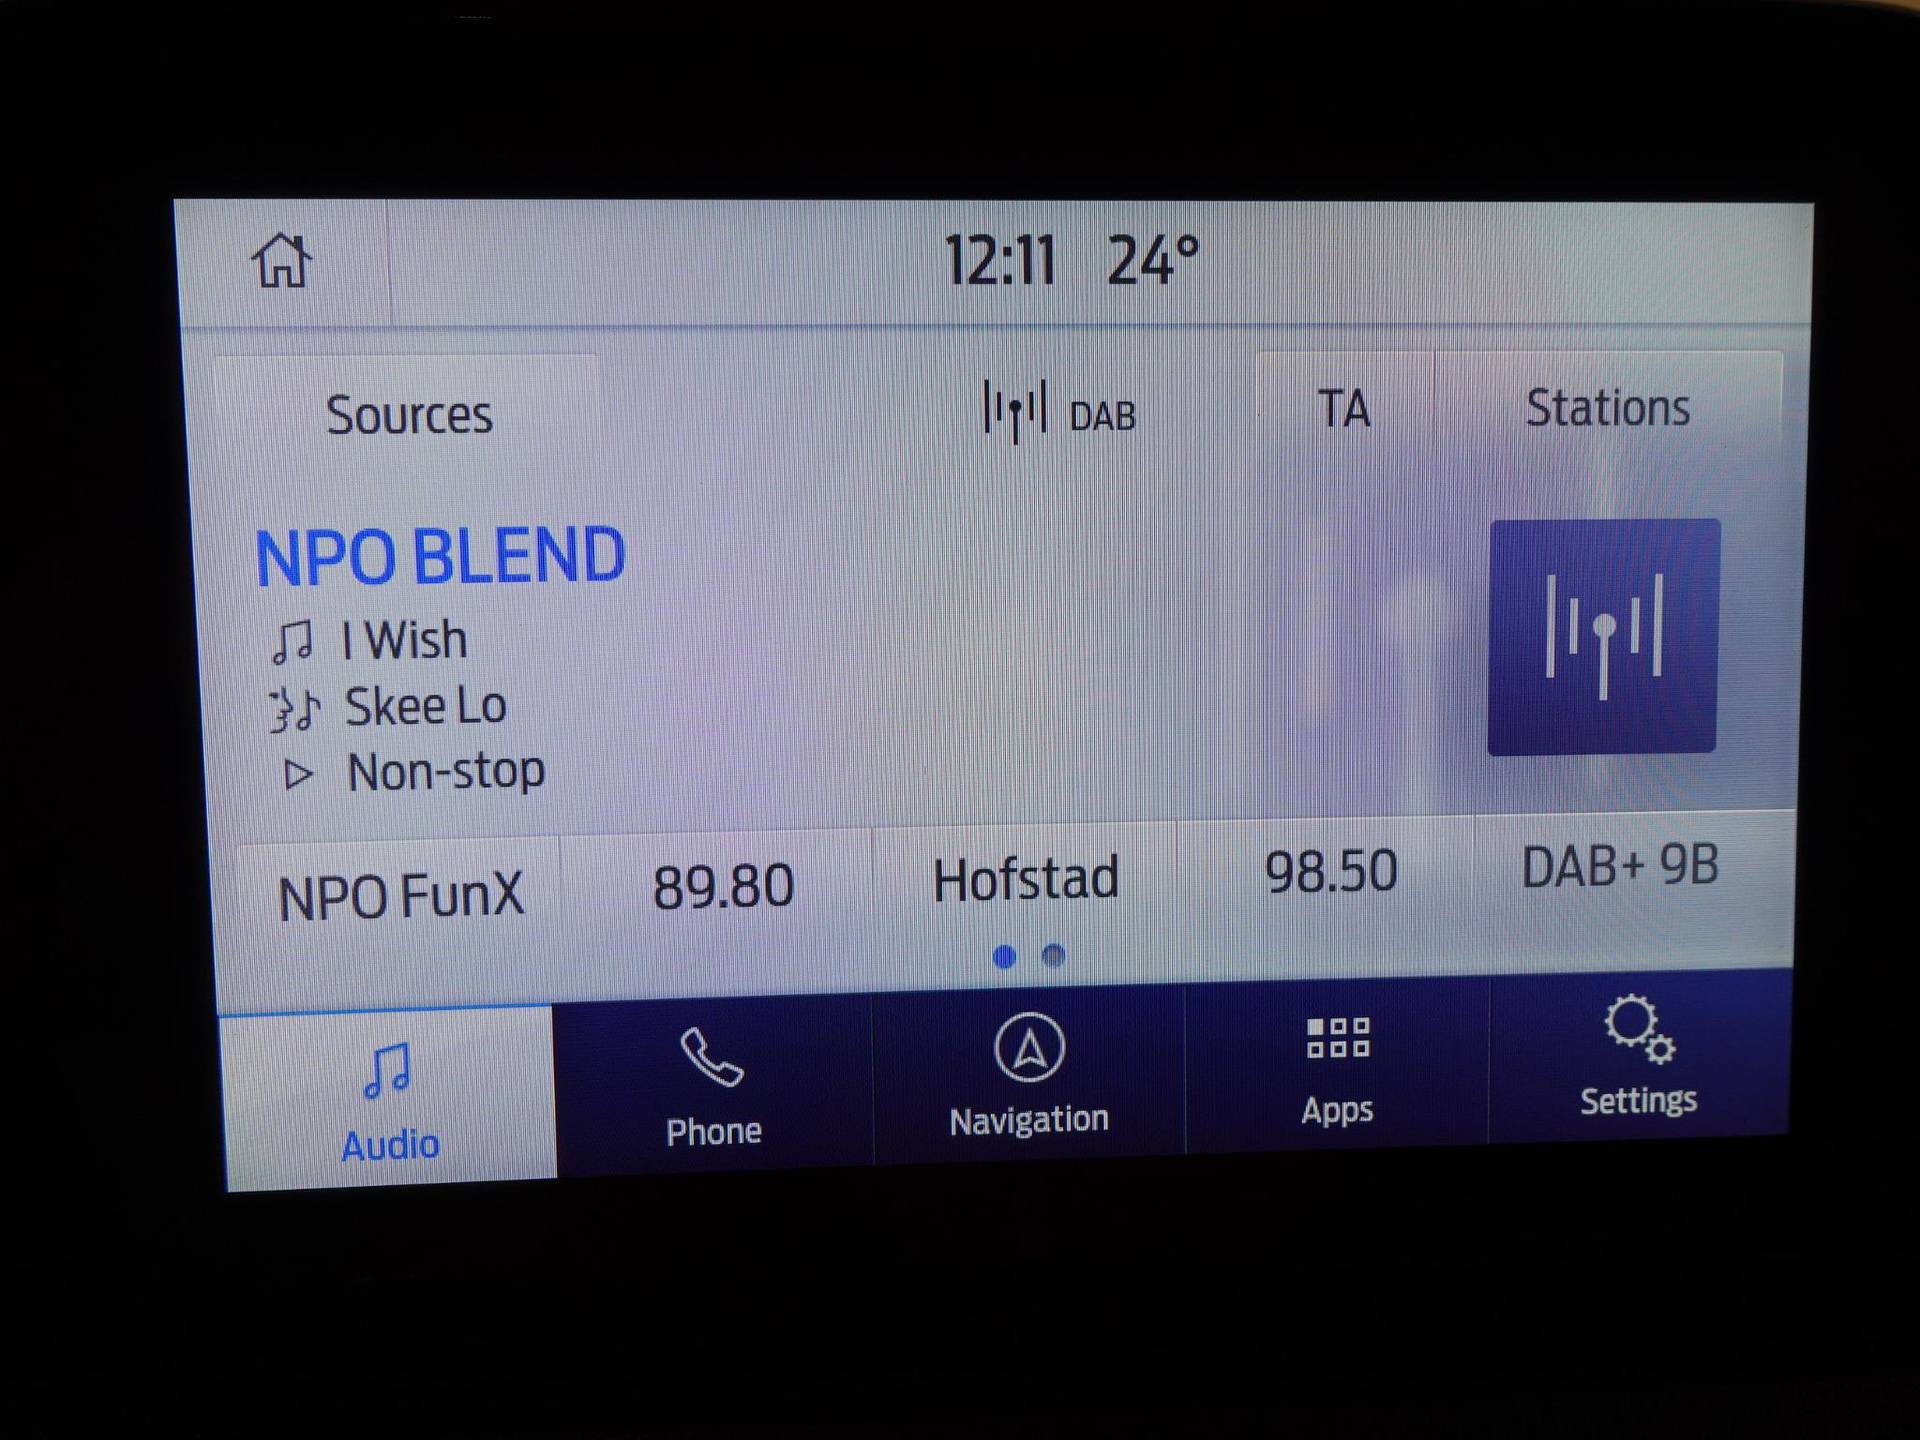 12:11 24°
Sources DAB TA Stations
NPO BLEND
I Wish
Skee Lo
Non-stop
NPO FunX 89.80 Hofstad 98.50 DAB+ 9B
Audio Phone Navigation Apps Settings